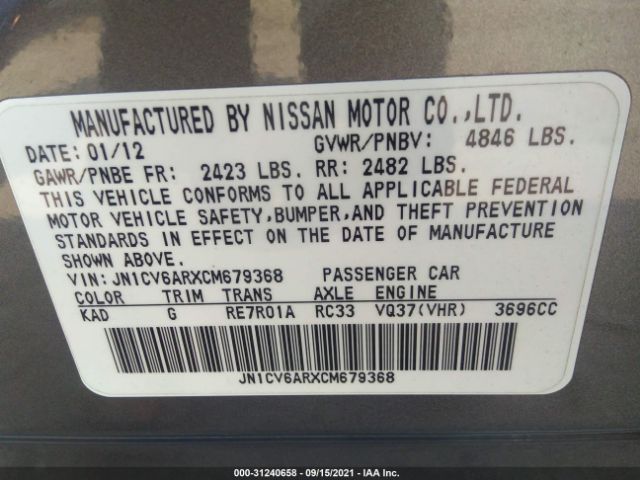 MANUFACTURED BY NISSAN MOTOR CO.,LTD.
DATE: 01/12 GVWR/PNBV: 4846 LBS.
GAWR/PNBE FR: 2423 LBS. RR: 2482 LBS.
THIS VEHICLE CONFORMS TO ALL APPLICABLE FEDERAL
MOTOR VEHICLE SAFETY,BUMPER,AND THEFT PREVENTION
STANDARDS IN EFFECT ON THE DATE OF MANUFACTURE
SHOWN ABOVE.
VIN: JN1CV6ARXCM679368 PASSENGER CAR
COLOR TRIM TRANS AXLE ENGINE
KAD G RE7R01A RC33 VQ37(VHR) 3696CC
JN1CV6ARXCM679368
000-31240658 - 09/15/2021 - IAA Inc.